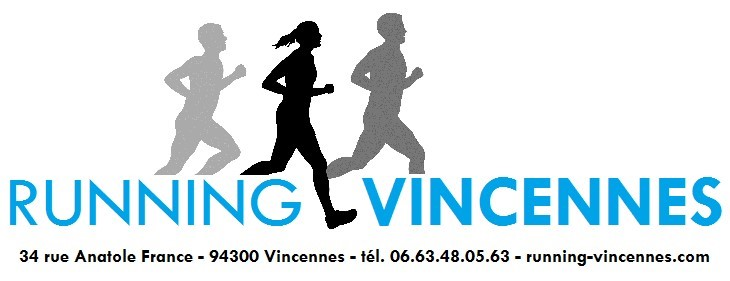 RUNNING VINCENNES
34 rue Anatole France - 94300 Vincennes - tél. 06.63.48.05.63 - running-vincennes.com